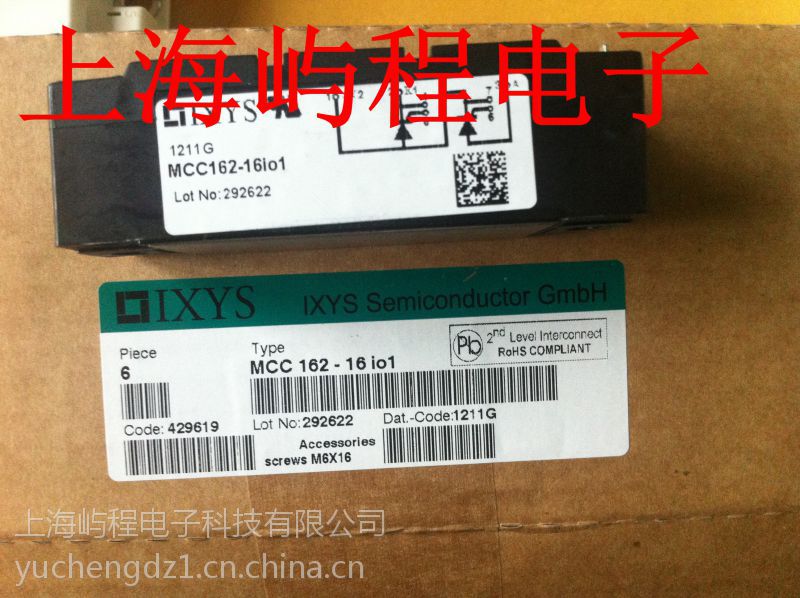 上海屿程电子
IXYS
1211G
MCC162-16io1
Lot No:292622
IXYS
IXYS Semiconductor GmbH
Piece
6
Type
MCC 162 - 16 io1
Pb
2nd Level Interconnect
RoHS COMPLIANT
Code: 429619
Lot No: 292622
Dat.-Code:1211G
Accessories
screws M6X16
上海屿程电子科技有限公司
yuchengdz1.cn.china.cn